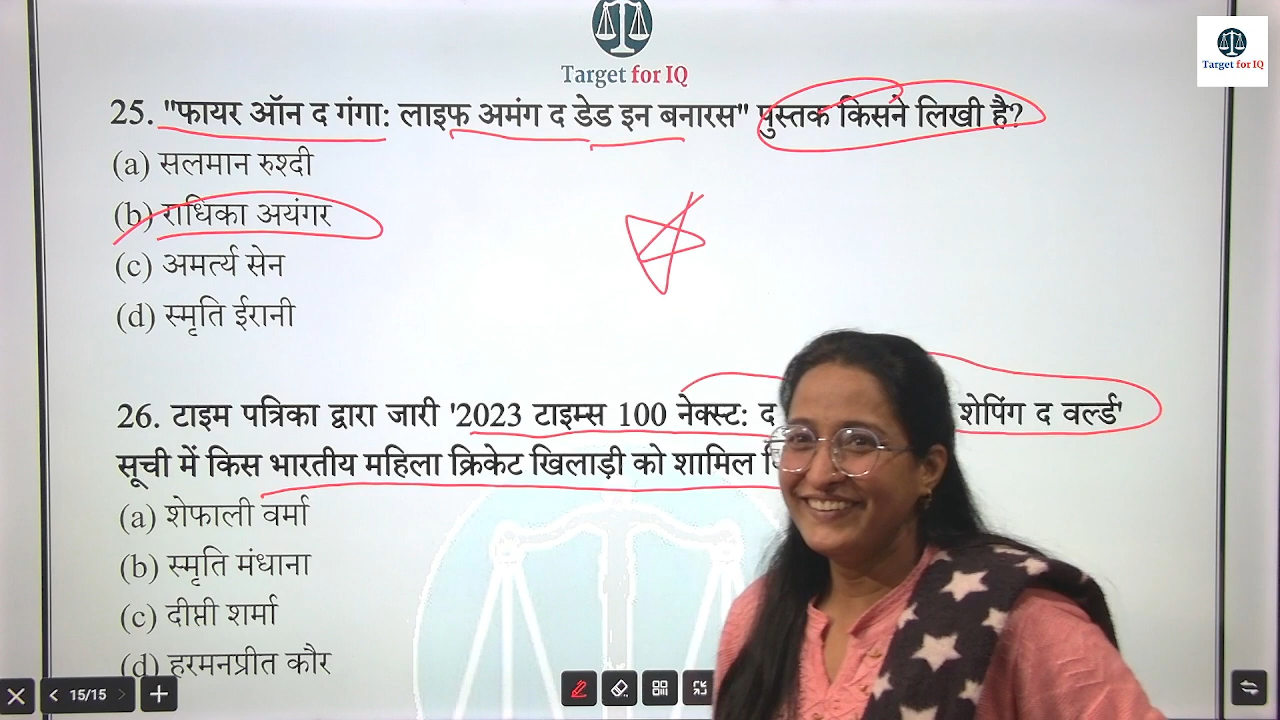 Target for IQ
Target for IQ
25. "फायर ऑन द गंगा: लाइफ अमंग द डेड इन बनारस" पुस्तक किसने लिखी है?
(a) सलमान रुश्दी
(b) राधिका अयंगर
(c) अमर्त्य सेन
(d) स्मृति ईरानी
26. टाइम पत्रिका द्वारा जारी '2023 टाइम्स 100 नेक्स्ट: द शेपिंग द वर्ल्ड'
सूची में किस भारतीय महिला क्रिकेट खिलाड़ी को शामिल
(a) शेफाली वर्मा
(b) स्मृति मंधाना
(c) दीप्ती शर्मा
(d) हरमनप्रीत कौर
15/15